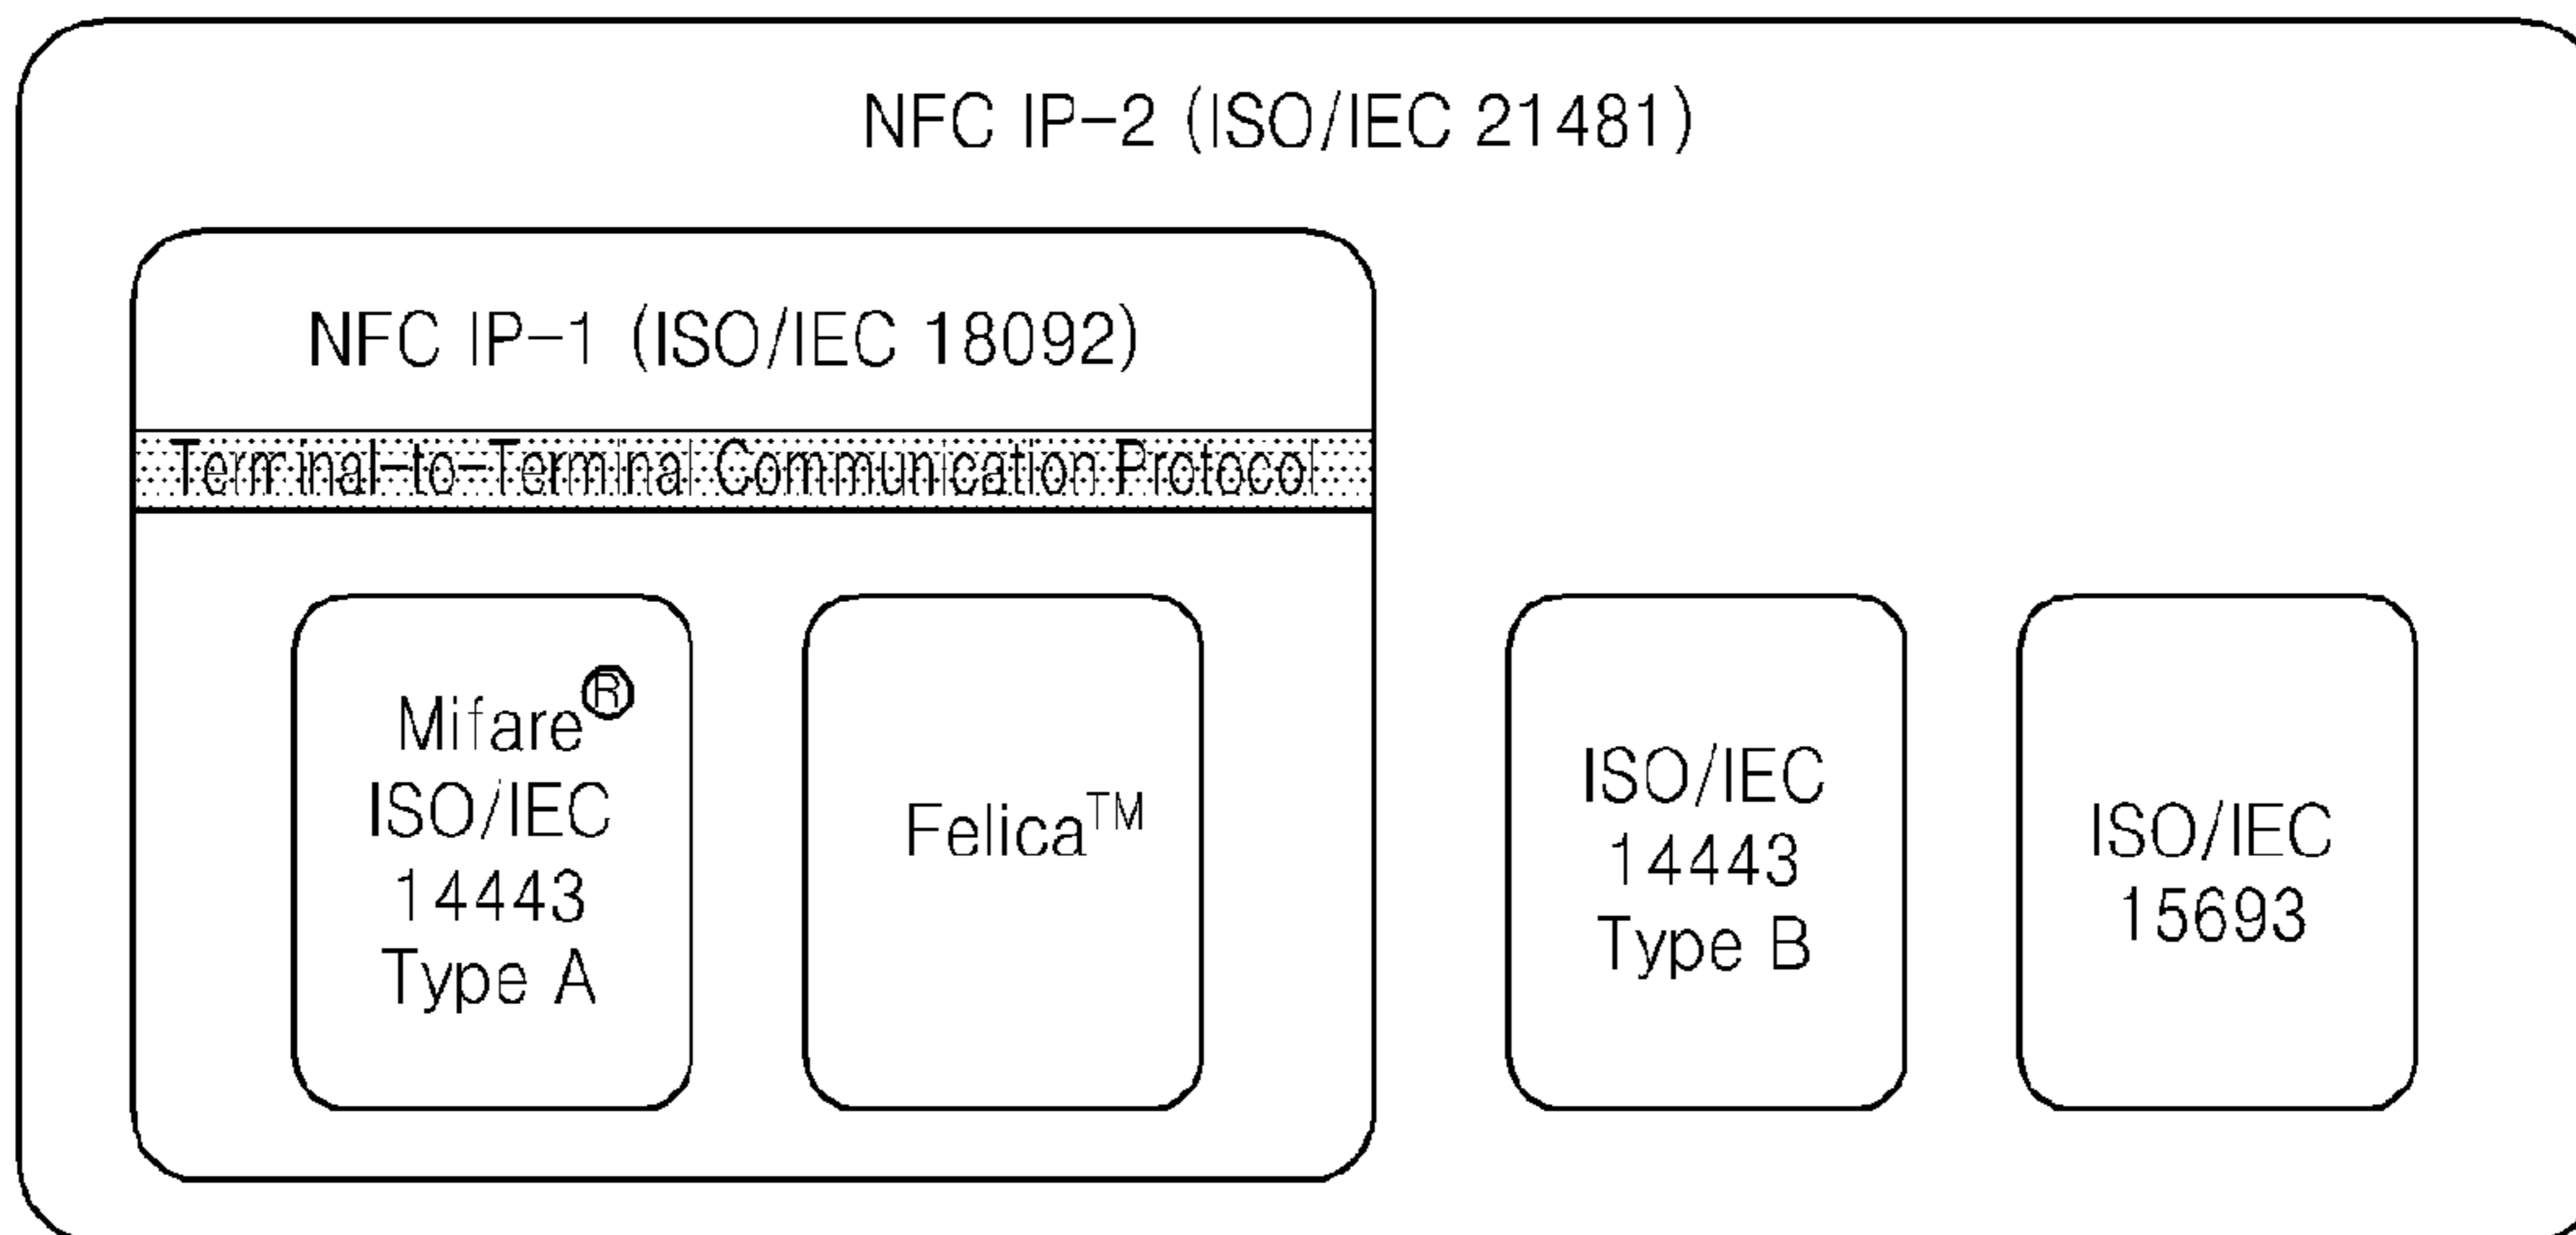 NFC IP-2 (ISO/IEC 21481)
NFC IP-1 (ISO/IEC 18092)
Terminal-to-Terminal Communication Protocol
Mifare®
ISO/IEC
14443
Type A
Felica™
ISO/IEC
14443
Type B
ISO/IEC
15693